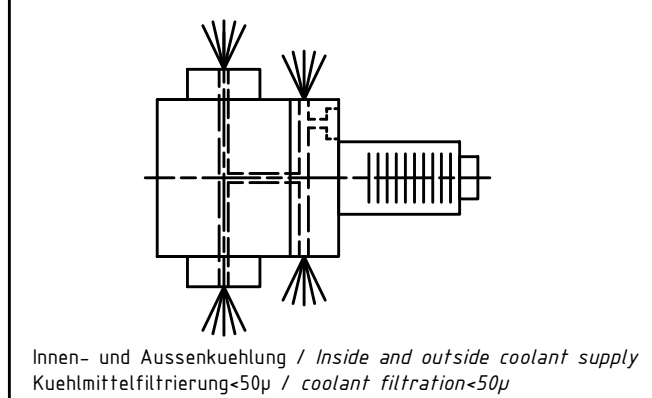 Innen- und Aussenkuehlung / Inside and outside coolant supply
Kuehlmittelfiltrierung<50µ / coolant filtration<50µ